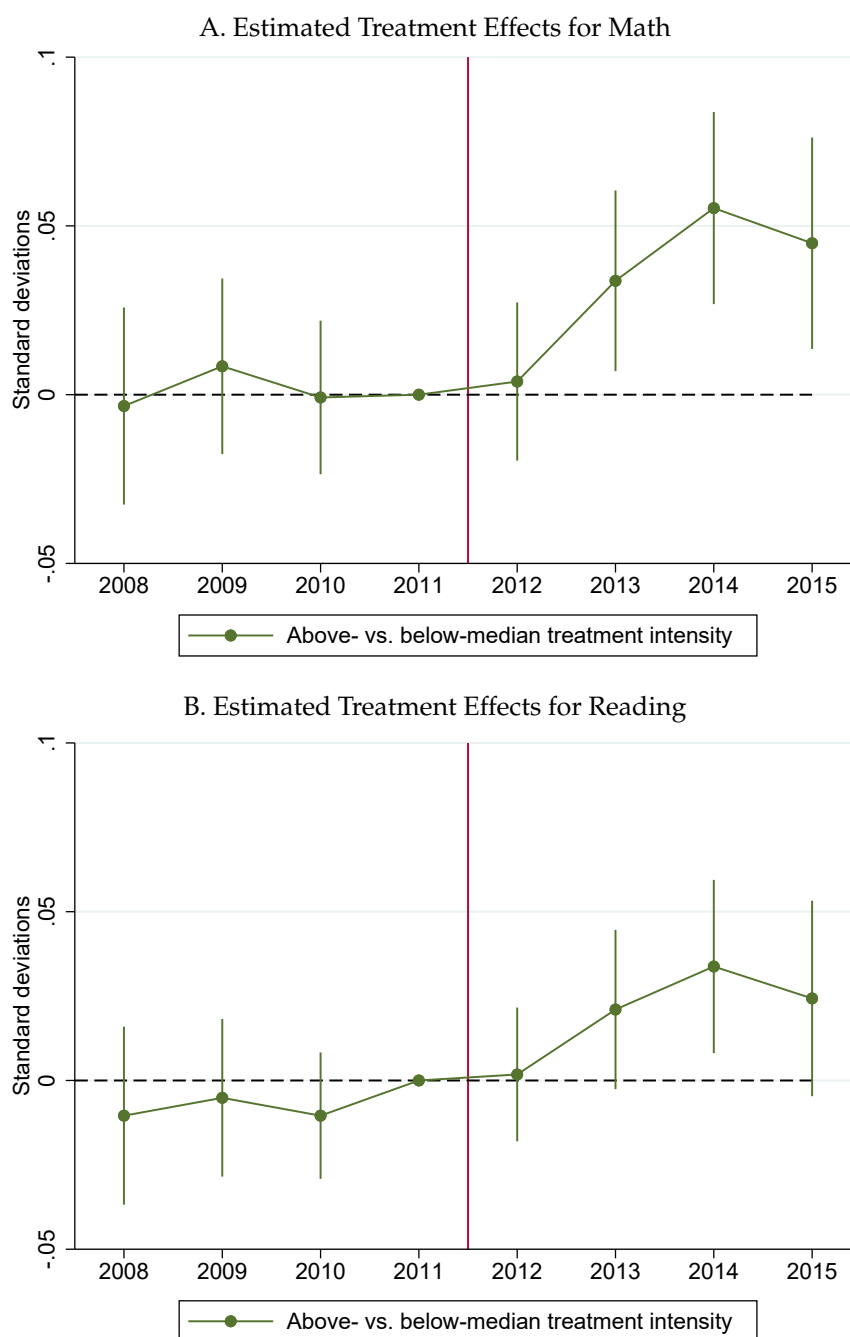 A. Estimated Treatment Effects for Math
.1
.05
0
-.05
Standard deviations
2008 2009 2010 2011 2012 2013 2014 2015
Above- vs. below-median treatment intensity
B. Estimated Treatment Effects for Reading
.1
.05
0
-.05
Standard deviations
2008 2009 2010 2011 2012 2013 2014 2015
Above- vs. below-median treatment intensity